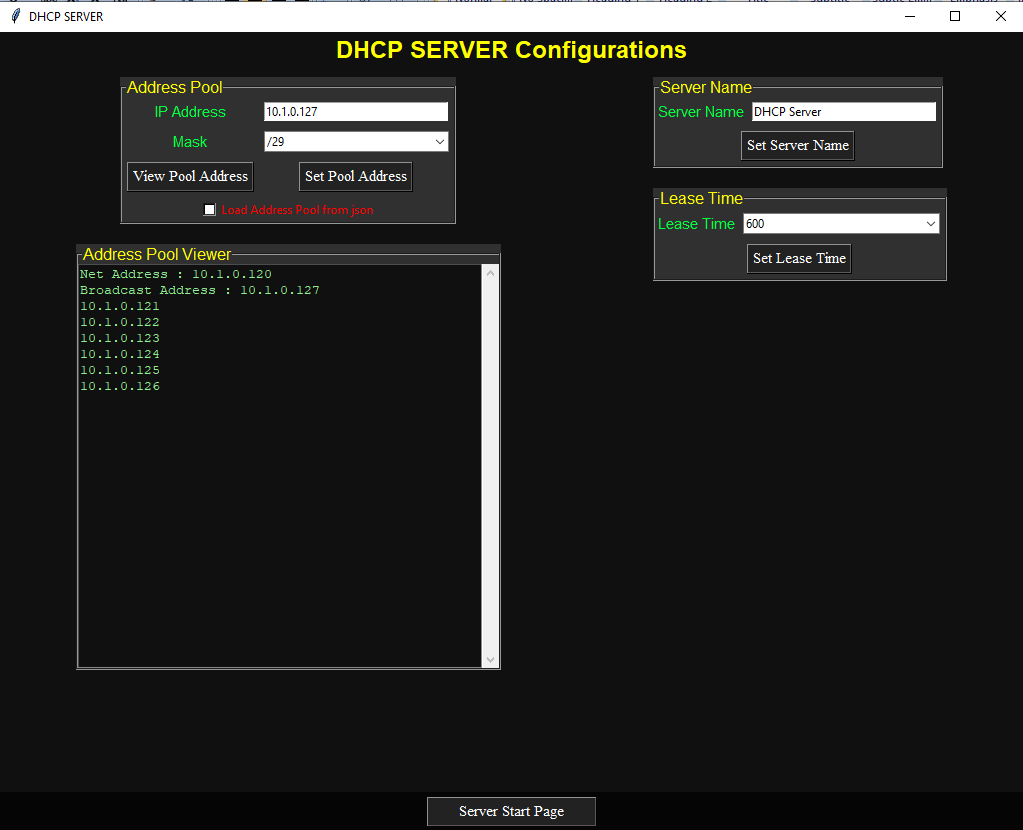 DHCP SERVER
DHCP SERVER Configurations
Address Pool
IP Address 10.1.0.127
Mask /29
View Pool Address Set Pool Address
Load Address Pool from json
Server Name
Server Name DHCP Server
Set Server Name
Lease Time
Lease Time 600
Set Lease Time
Address Pool Viewer
Net Address : 10.1.0.120
Broadcast Address : 10.1.0.127
10.1.0.121
10.1.0.122
10.1.0.123
10.1.0.124
10.1.0.125
10.1.0.126
Server Start Page